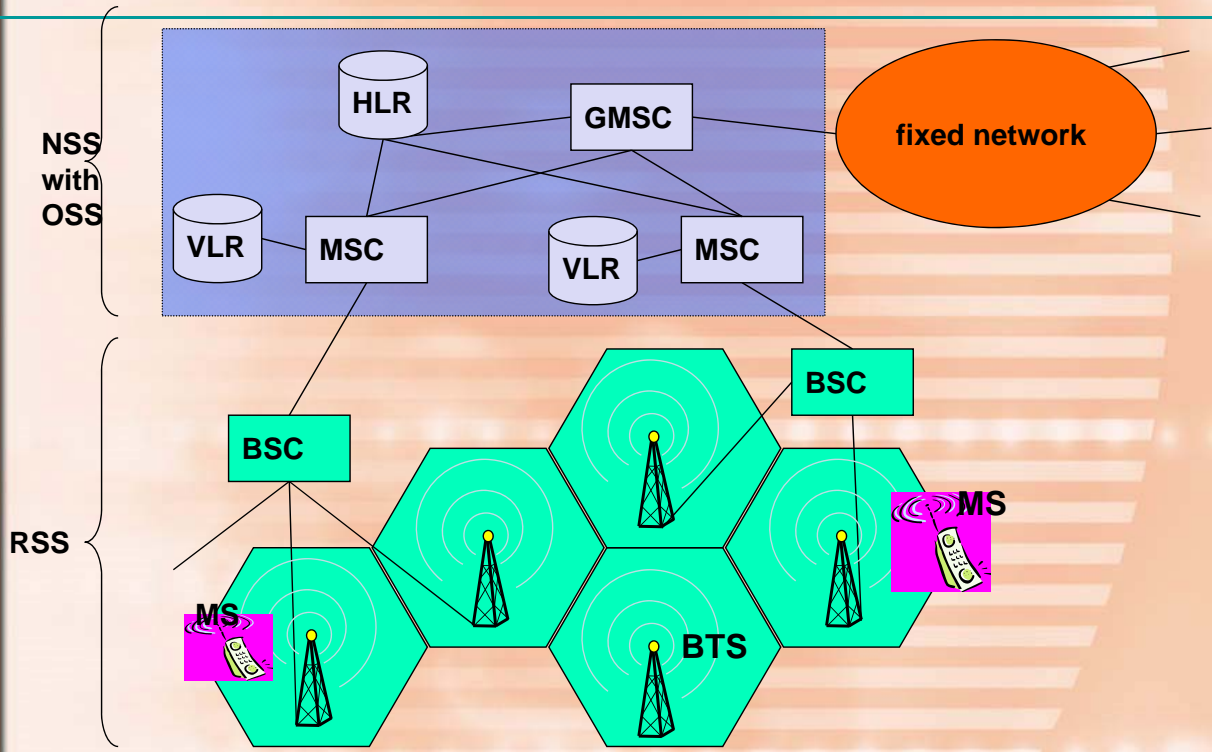 HLR
GMSC
fixed network
NSS
with
OSS
VLR
MSC
VLR
MSC
BSC
BSC
MS
RSS
MS
BTS